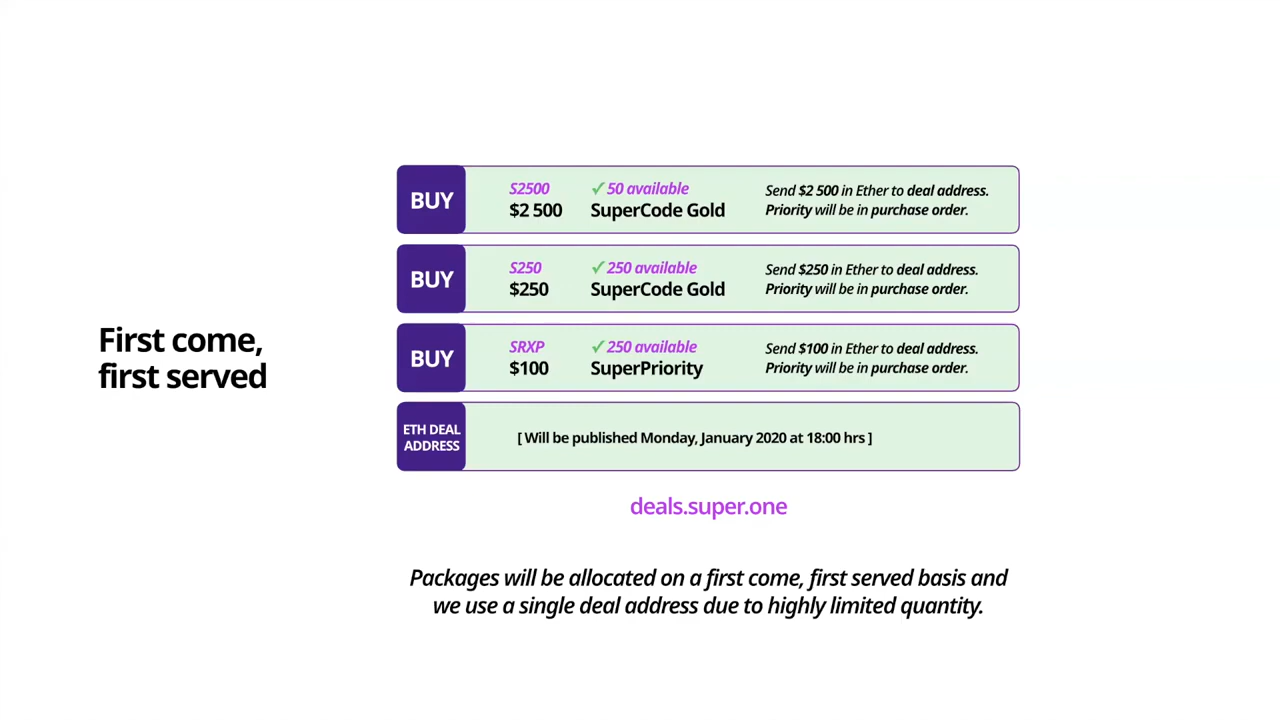 First come,
first served
BUY
S2500
$2 500
✓ 50 available
SuperCode Gold
Send $2 500 in Ether to deal address.
Priority will be in purchase order.
BUY
S250
$250
✓ 250 available
SuperCode Gold
Send $250 in Ether to deal address.
Priority will be in purchase order.
BUY
SRXP
$100
✓ 250 available
SuperPriority
Send $100 in Ether to deal address.
Priority will be in purchase order.
ETH DEAL
ADDRESS
[ Will be published Monday, January 2020 at 18:00 hrs ]
deals.super.one
Packages will be allocated on a first come, first served basis and
we use a single deal address due to highly limited quantity.